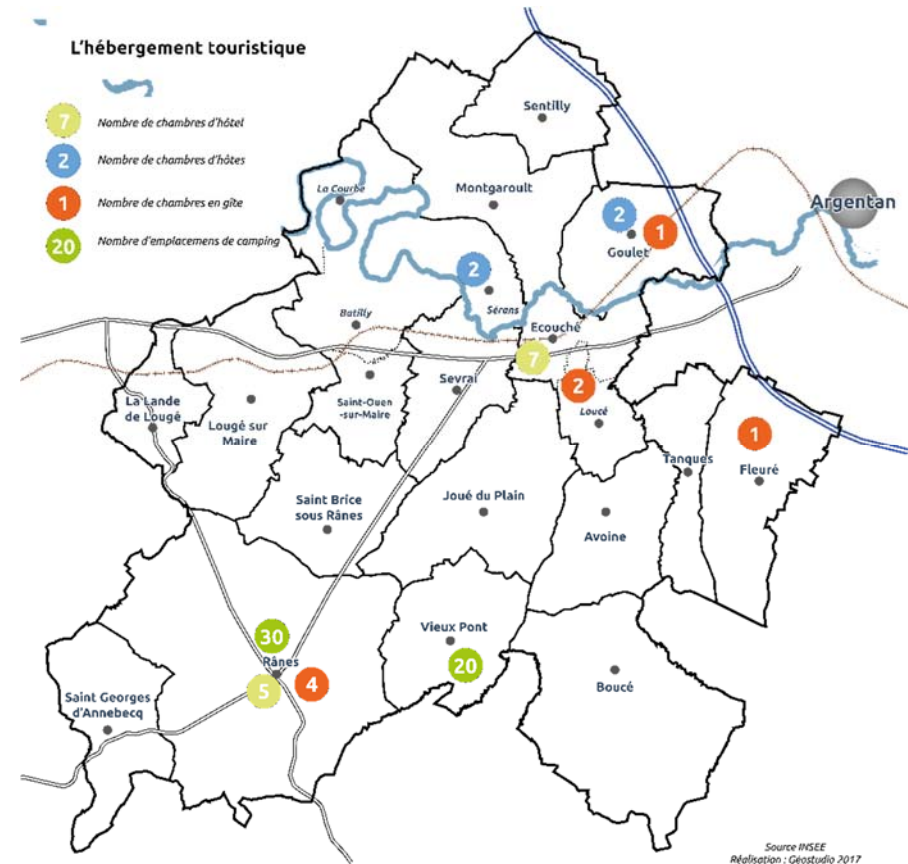 L'hébergement touristique
7 Nombre de chambres d'hôtel
2 Nombre de chambres d'hôtes
1 Nombre de chambres en gîte
20 Nombre d'emplacemens de camping
Sentilly
La Courbe
Montgaroult
Argentan
2
1
Goulet
2
Sérans
Batilly
Ecouché
7
Sevrai
2
Saint-Ouen
-sur-Maire
La Lande
de Lougé
Lougé sur
Maire
Loucé
1
Tanques
Fleuré
Saint Brice
sous Rânes
Joué du Plain
Avoine
30
Rânes
5
4
Vieux Pont
20
Boucé
Saint Georges
d'Annebecq
Source INSEE
Réalisation : Géostudio 2017